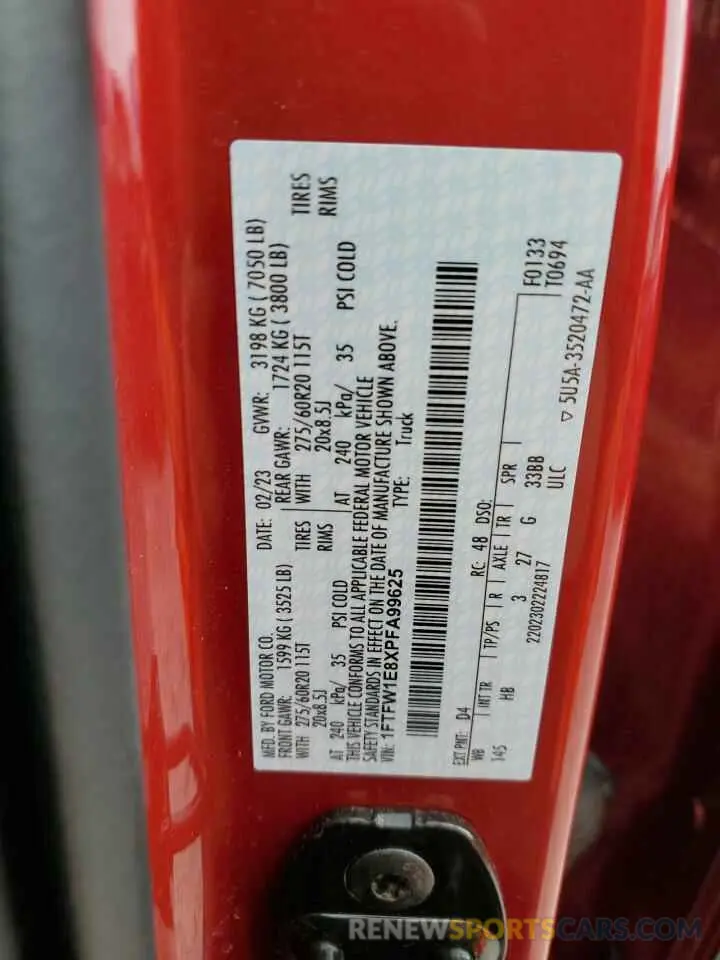 MFD. BY FORD MOTOR CO.
DATE: 02/23 GVWR: 3198 KG ( 7050 LB)
FRONT GAWR: 1599 KG ( 3525 LB) REAR GAWR: 1724 KG ( 3800 LB)
WITH 275/60R20 115T TIRES WITH 275/60R20 115T TIRES
20x8.5J RIMS 20x8.5J RIMS
AT 240 kPa/ 35 PSI COLD AT 240 kPa/ 35 PSI COLD
THIS VEHICLE CONFORMS TO ALL APPLICABLE FEDERAL MOTOR VEHICLE
SAFETY STANDARDS IN EFFECT ON THE DATE OF MANUFACTURE SHOWN ABOVE.
VIN: 1FTFW1E8XPFA99625
TYPE: Truck
EXT PNT: D4 RC: 48 DSO:
WB INT TR TP/PS R AXLE TR SPR
145 HB 3 27 G 33BB
F0133
T0694
2202302224817 ULC
▽ 5U5A-3520472-AA
RENEWSPORTSCARS.COM